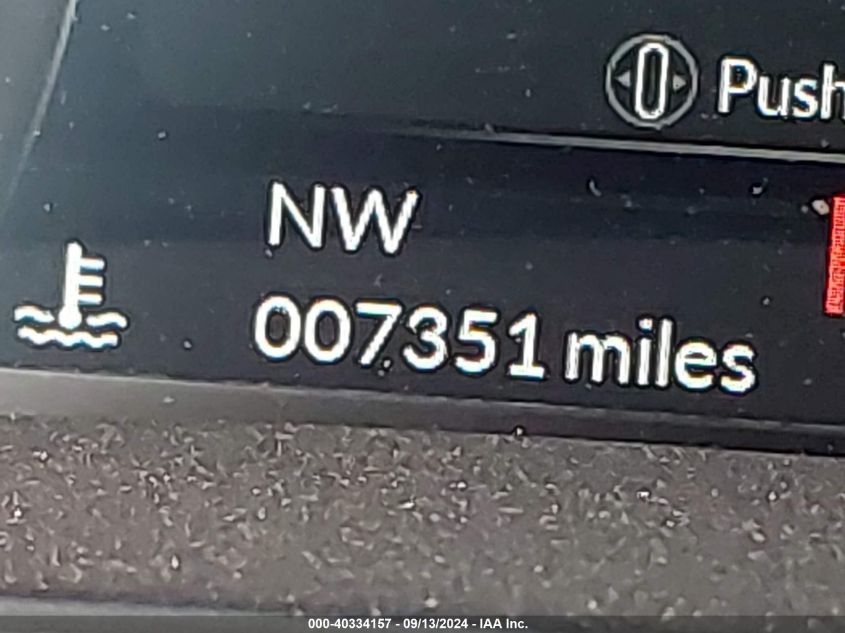 Push
NW
007351 miles
000-40334157 - 09/13/2024 - IAA Inc.